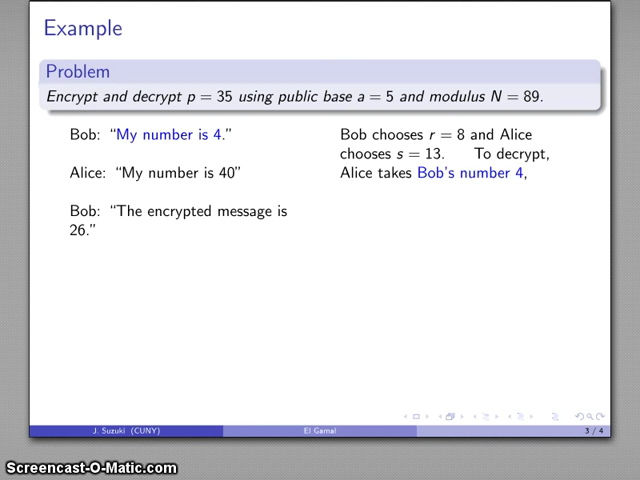 Example
Problem
Encrypt and decrypt p = 35 using public base a = 5 and modulus N = 89.
Bob: “My number is 4.”
Alice: “My number is 40”
Bob: “The encrypted message is
26.”
Bob chooses r = 8 and Alice
chooses s = 13. To decrypt,
Alice takes Bob's number 4,
J. Suzuki (CUNY)
El Gamal
3 / 4
Screencast-O-Matic.com